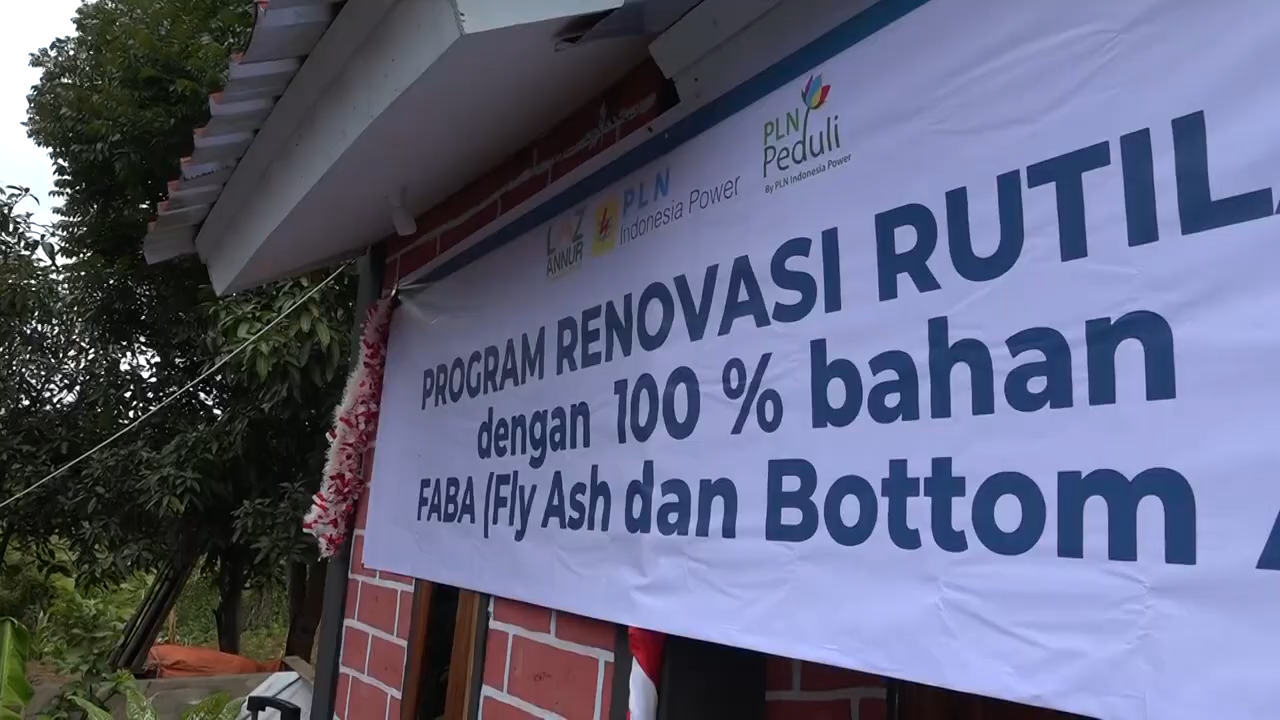 LAZ
ANNUR
PLN
Indonesia Power
PLN
Peduli
By PLN Indonesia Power
PROGRAM RENOVASI RUTIL
dengan 100 % bahan
FABA (Fly Ash dan Bottom A